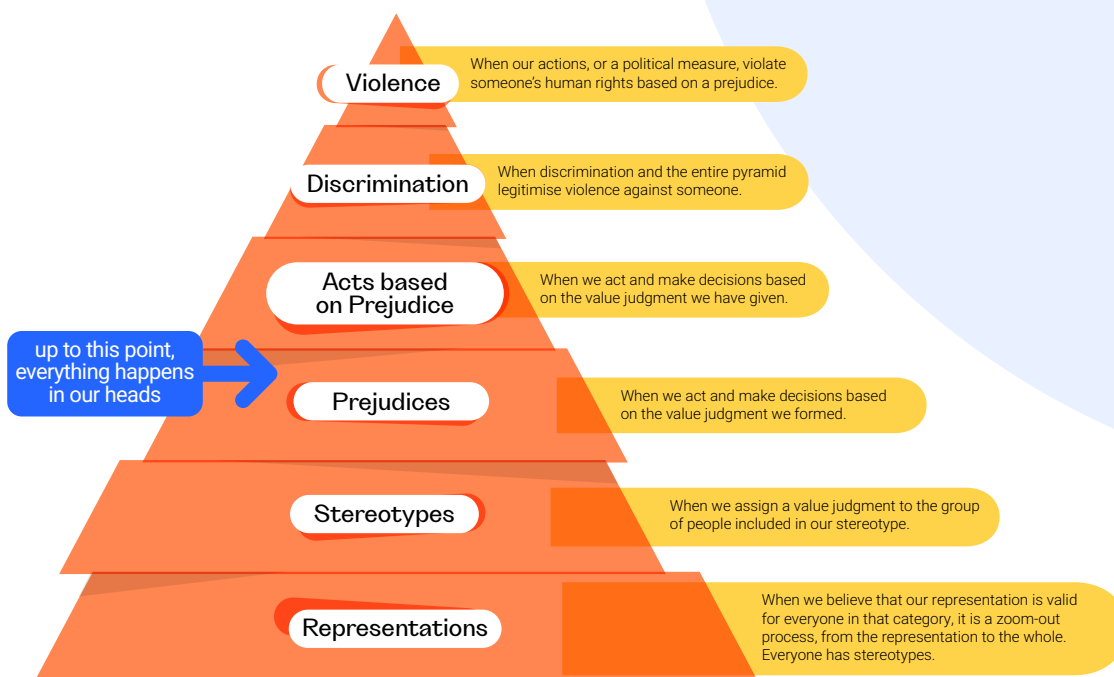 Violence
When our actions, or a political measure, violate
someone's human rights based on a prejudice.
Discrimination
When discrimination and the entire pyramid
legitimise violence against someone.
Acts based
on Prejudice
When we act and make decisions based
on the value judgment we have given.
up to this point,
everything happens
in our heads
Prejudices
When we act and make decisions based
on the value judgment we formed.
Stereotypes
When we assign a value judgment to the group
of people included in our stereotype.
Representations
When we believe that our representation is valid
for everyone in that category, it is a zoom-out
process, from the representation to the whole.
Everyone has stereotypes.